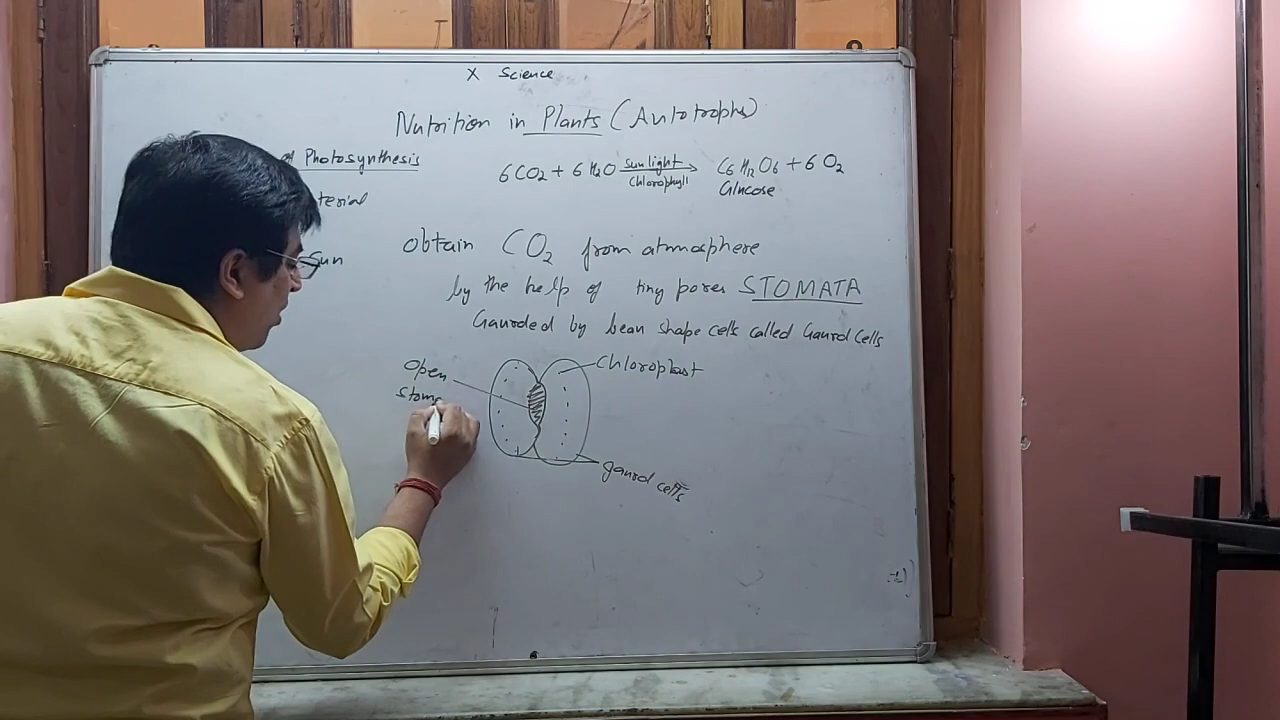 X Science
Nutrition in Plants (Autotrophs)
Photosynthesis
6CO2 + 6H2O sunlight C6H12O6 + 6O2
chlorophyll Glucose
terial
Sun
obtain CO2 from atmosphere
by the help of tiny pores STOMATA
Gaurded by bean shape cells called Gaurd Cells
open
stoma
Chloroplast
gaurd cells